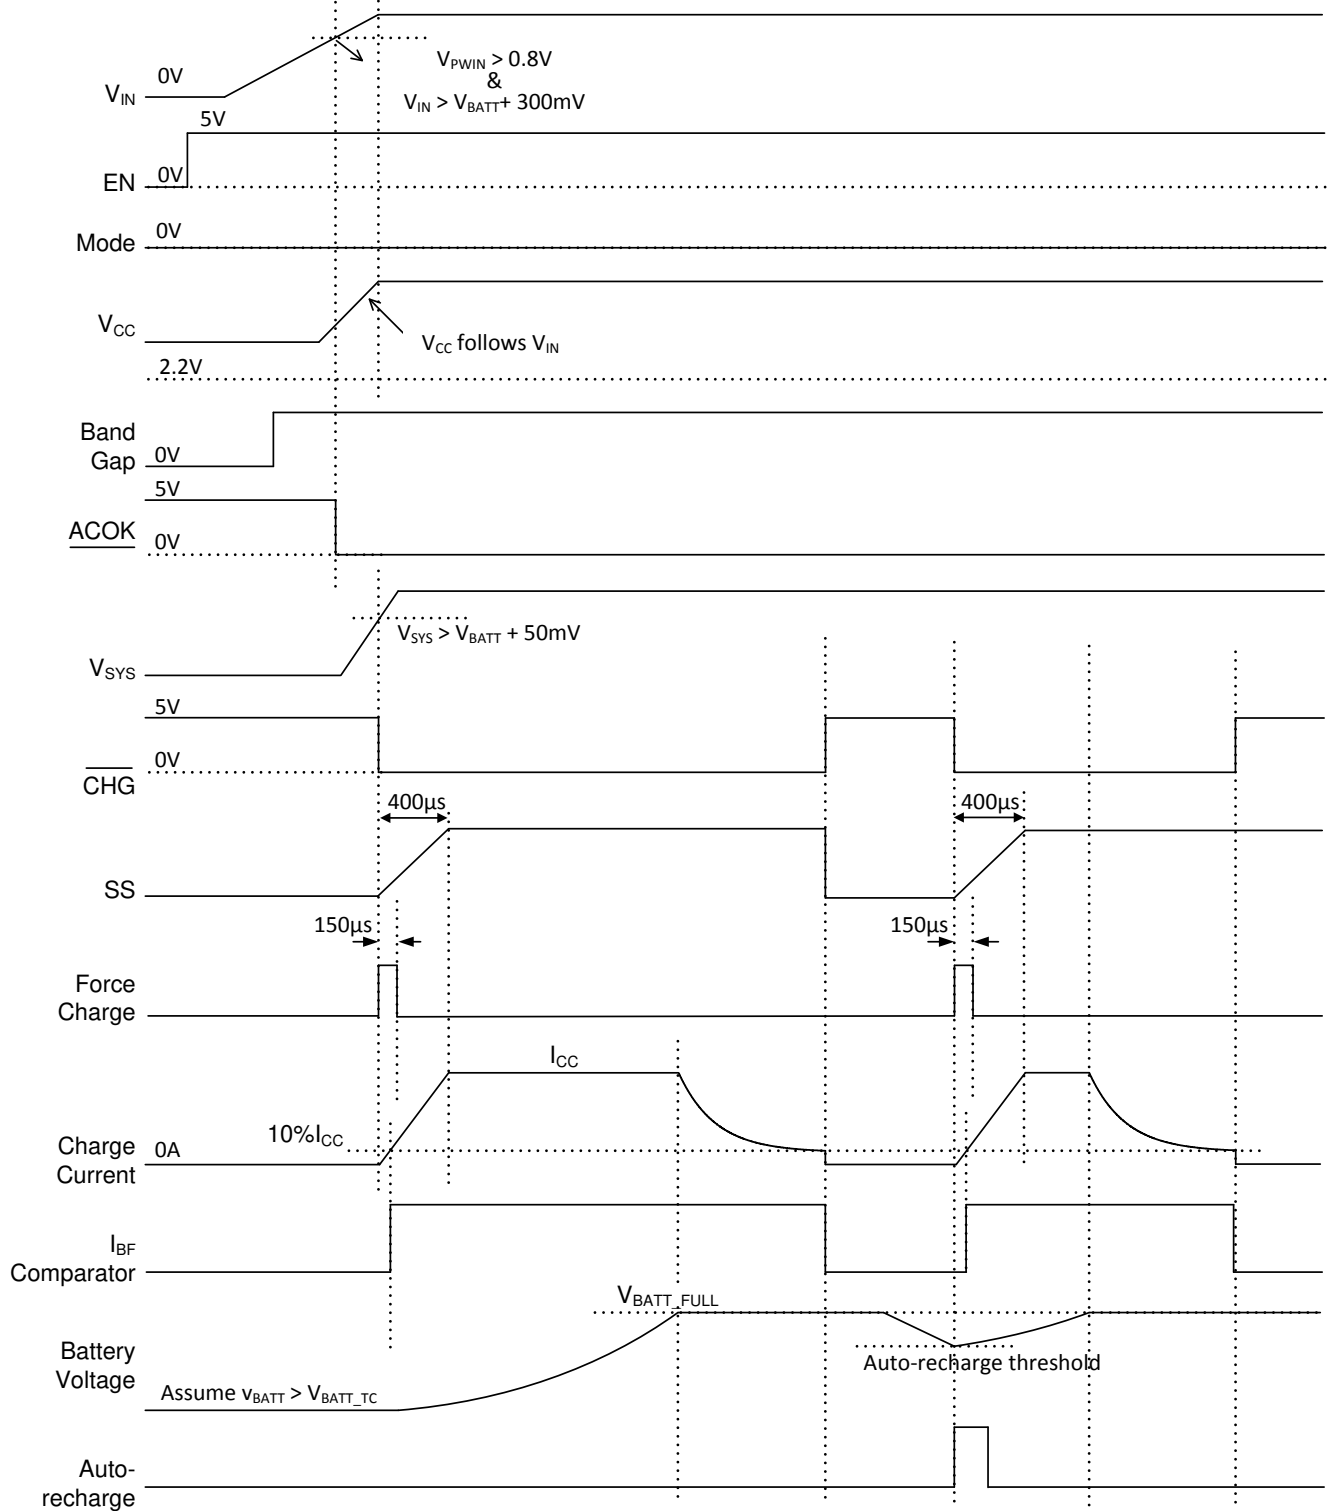 V_IN
0V
V_PWIN > 0.8V
&
V_IN > V_BATT + 300mV
5V
EN
0V
Mode
0V
V_CC
V_CC follows V_IN
2.2V
Band
Gap
0V
5V
ACOK
0V
V_SYS > V_BATT + 50mV
V_SYS
5V
0V
CHG
400µs
400µs
SS
150µs
150µs
Force
Charge
I_CC
10%I_CC
Charge
Current
0A
I_BF
Comparator
V_BATT_FULL
Battery
Voltage
Auto-recharge threshold
Assume v_BATT > V_BATT_TC
Auto-
recharge